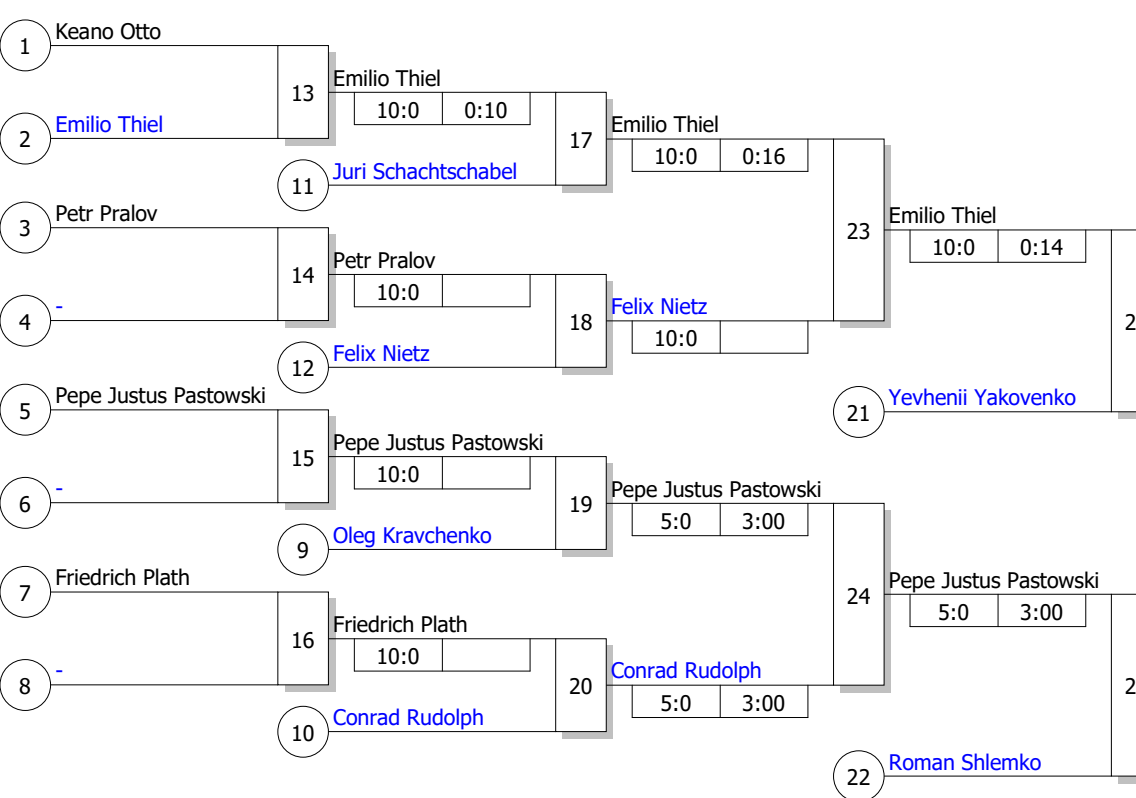 Keano Otto
1
13
Emilio Thiel
10:0 0:10
2
Emilio Thiel
17
Emilio Thiel
10:0 0:16
11
Juri Schachtschabel
3
Petr Pralov
23
Emilio Thiel
10:0 0:14
14
Petr Pralov
10:0
4
-
18
Felix Nietz
10:0
2
12
Felix Nietz
5
Pepe Justus Pastowski
21
Yevhenii Yakovenko
15
Pepe Justus Pastowski
10:0
6
-
19
Pepe Justus Pastowski
5:0 3:00
9
Oleg Kravchenko
7
Friedrich Plath
24
Pepe Justus Pastowski
5:0 3:00
16
Friedrich Plath
10:0
8
-
20
Conrad Rudolph
5:0 3:00
2
10
Conrad Rudolph
22
Roman Shlemko